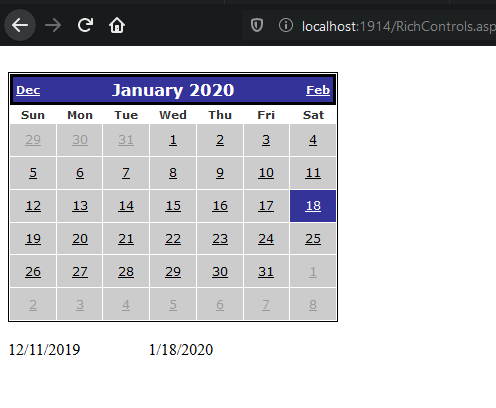 localhost:1914/RichControls.asp
Dec January 2020 Feb
Sun Mon Tue Wed Thu Fri Sat
29 30 31 1 2 3 4
5 6 7 8 9 10 11
12 13 14 15 16 17 18
19 20 21 22 23 24 25
26 27 28 29 30 31 1
2 3 4 5 6 7 8
12/11/2019 1/18/2020